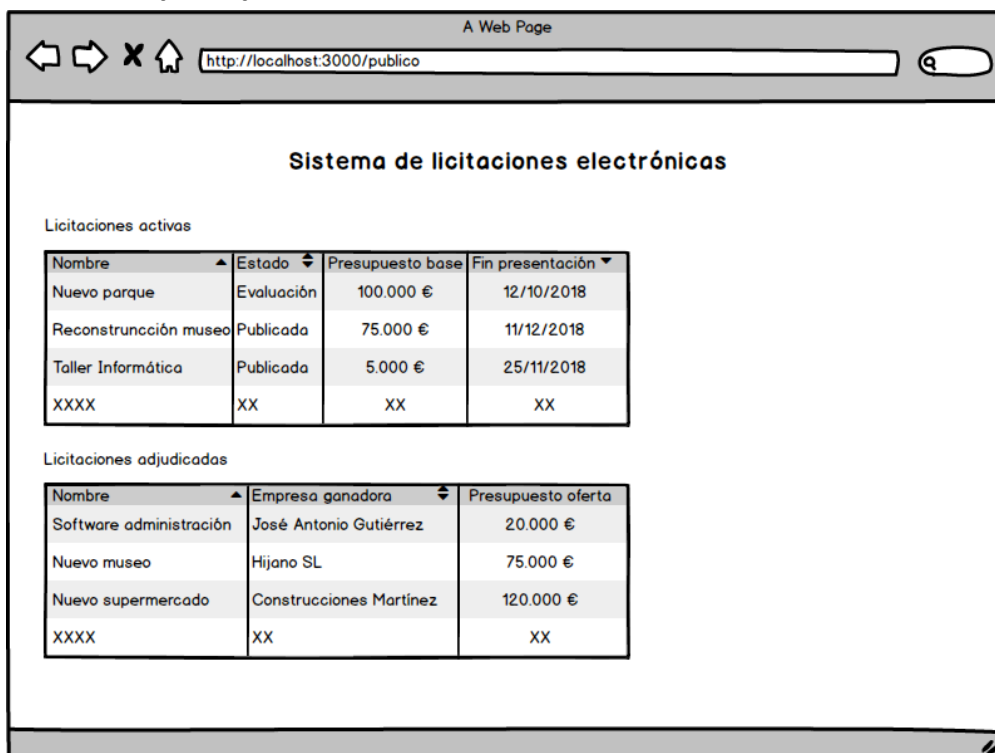 A Web Page
http://localhost:3000/publico
Sistema de licitaciones electrónicas
Licitaciones activas
Nombre Estado Presupuesto base Fin presentación
Nuevo parque Evaluación 100.000 € 12/10/2018
Reconstruncción museo Publicada 75.000 € 11/12/2018
Taller Informática Publicada 5.000 € 25/11/2018
XXXX XX XX XX
Licitaciones adjudicadas
Nombre Empresa ganadora Presupuesto oferta
Software administración José Antonio Gutiérrez 20.000 €
Nuevo museo Hijano SL 75.000 €
Nuevo supermercado Construcciones Martínez 120.000 €
XXXX XX XX